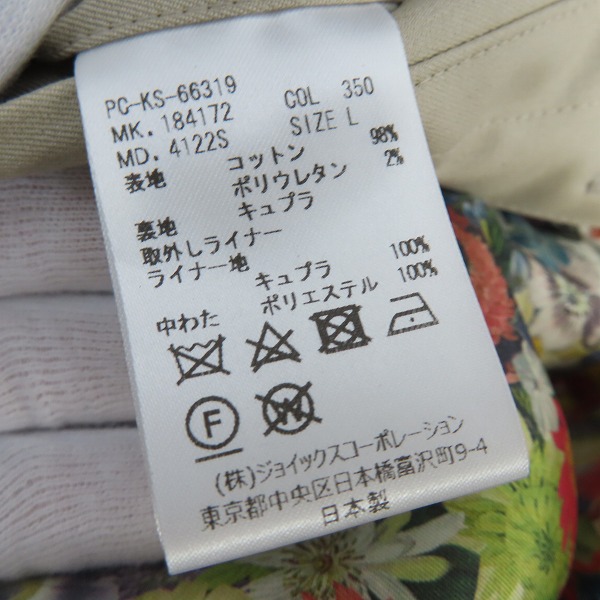 PC-KS-66319 COL 350
MK. 184172 SIZE L
MD. 4122S
表地 コットン 98%
ポリウレタン 2%
裏地 キュプラ
取外しライナー
ライナー地 キュプラ 100%
中わた ポリエステル 100%
F W
(株)ジョイックスコーポレーション
東京都中央区日本橋富沢町9-4
日本製